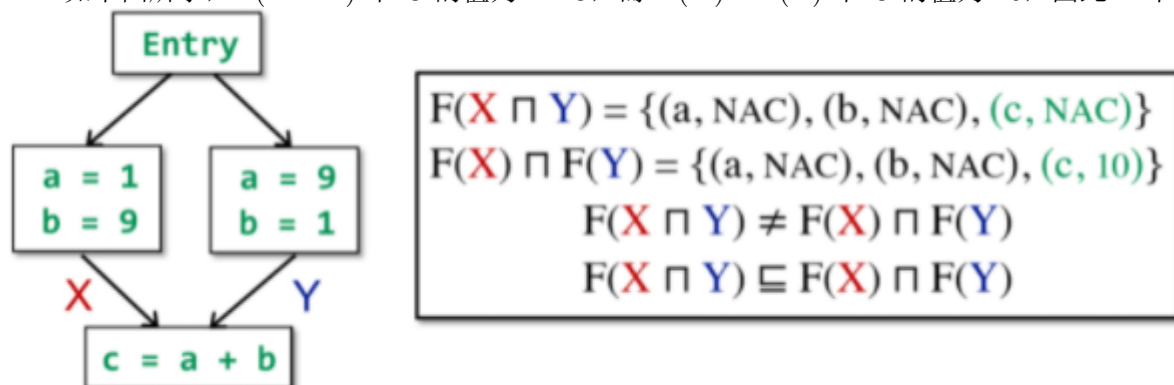 Entry
a = 1
b = 9
a = 9
b = 1
X
Y
c = a + b
F(X ⊓ Y) = {(a, NAC), (b, NAC), (c, NAC)}
F(X) ⊓ F(Y) = {(a, NAC), (b, NAC), (c, 10)}
F(X ⊓ Y) ≠ F(X) ⊓ F(Y)
F(X ⊓ Y) ⊑ F(X) ⊓ F(Y)